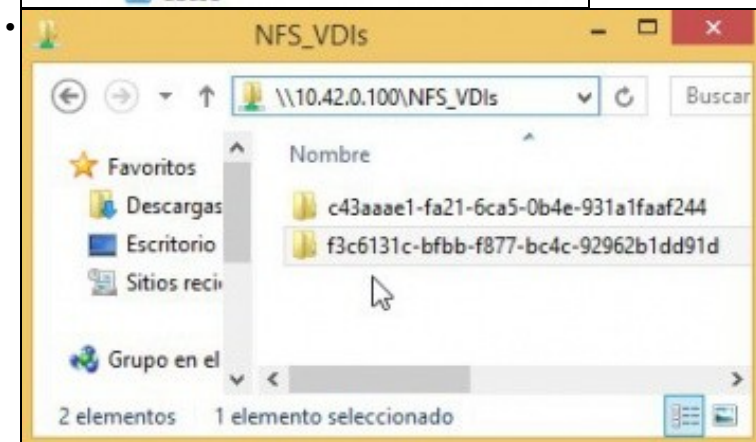 NFS_VDIs
\\10.42.0.100\NFS_VDIs
Buscar
Favoritos
Descargas
Escritorio
Sitios reci
Grupo en el
Nombre
c43aaae1-fa21-6ca5-0b4e-931a1faaf244
f3c6131c-bfbb-f877-bc4c-92962b1dd91d
2 elementos 1 elemento seleccionado